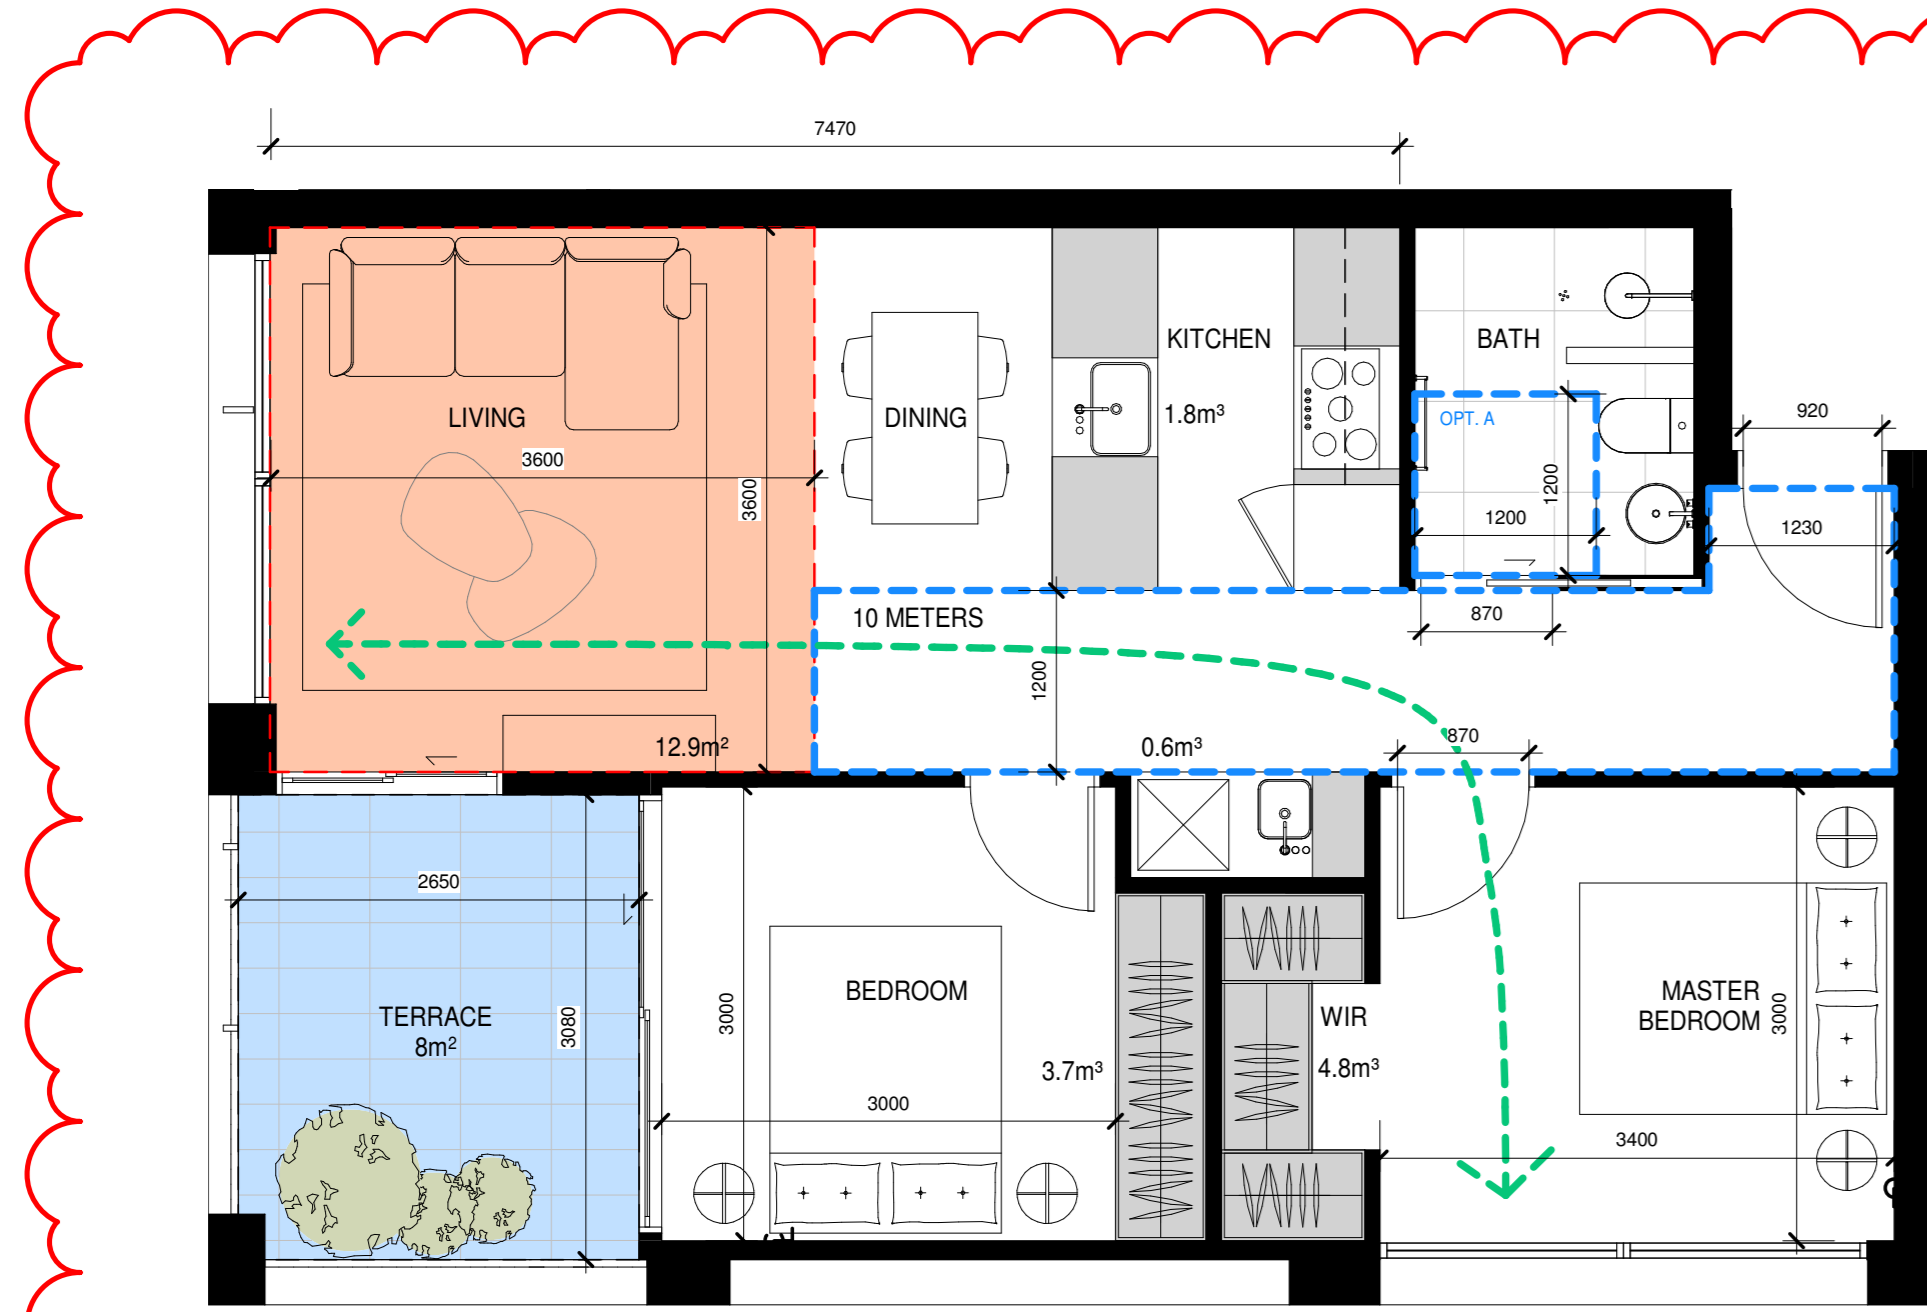 7470
KITCHEN
BATH
LIVING
DINING
1.8m³
OPT. A
920
3600
3600
1200
1200
1230
10 METERS
870
1200
12.9m²
0.6m³
870
2650
BEDROOM
MASTER
BEDROOM
TERRACE
8m²
3080
3000
WIR
3000
3.7m³
4.8m³
3000
3400